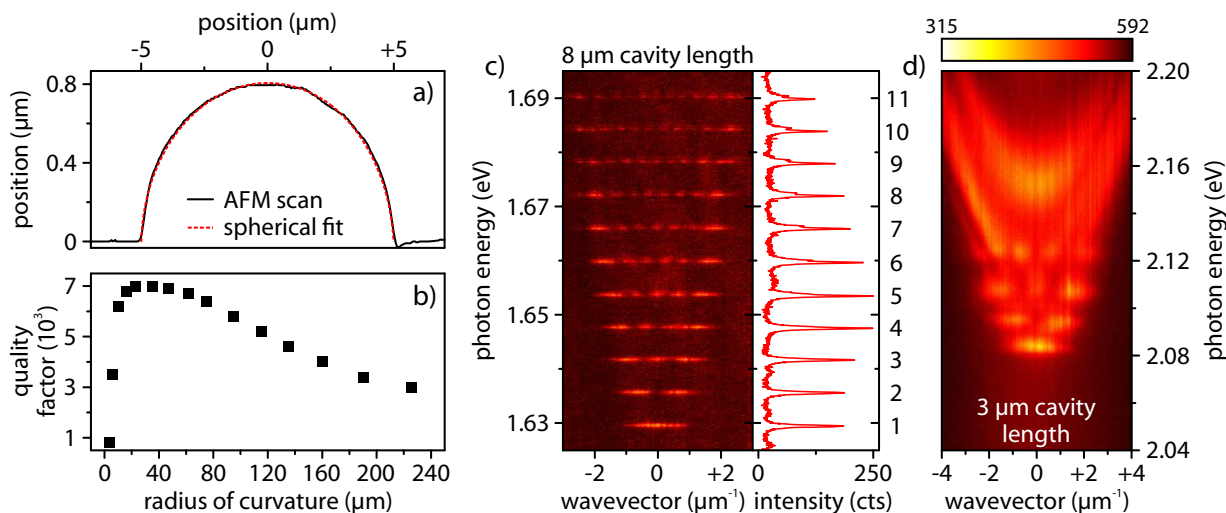 position (µm)
-5 0 +5
a)
0.8
0.4
0
position (µm)
AFM scan
spherical fit
b)
7
5
3
1
quality
factor (10³)
0 40 80 120 160 200 240
radius of curvature (µm)
c)
8 µm cavity length
1.69
1.67
1.65
1.63
photon energy (eV)
11
10
9
8
7
6
5
4
3
2
1
-2 0 +2
wavevector (µm⁻¹)
0 250
intensity (cts)
315 592
d)
2.20
2.16
2.12
2.08
2.04
photon energy (eV)
3 µm cavity
length
-4 -2 0 +2 +4
wavevector (µm⁻¹)